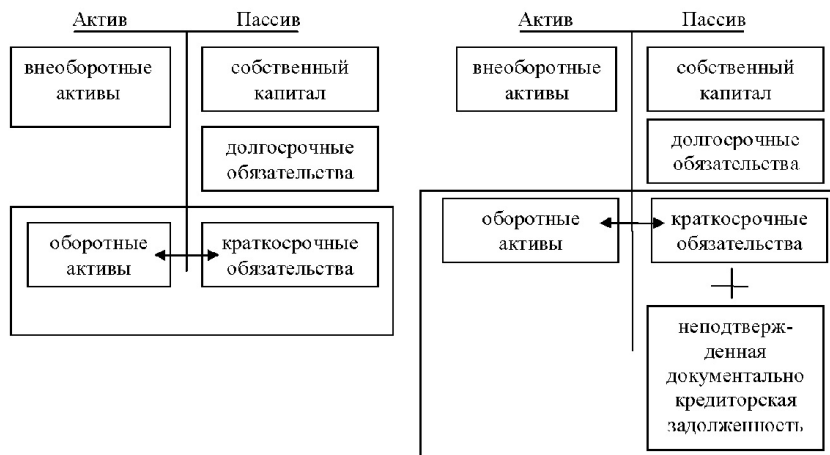 Актив Пассив
внеоборотные
активы
собственный
капитал
долгосрочные
обязательства
оборотные
активы
краткосрочные
обязательства
Актив Пассив
внеоборотные
активы
собственный
капитал
долгосрочные
обязательства
оборотные
активы
краткосрочные
обязательства
неподтверж-
денная
документально
кредиторская
задолженность